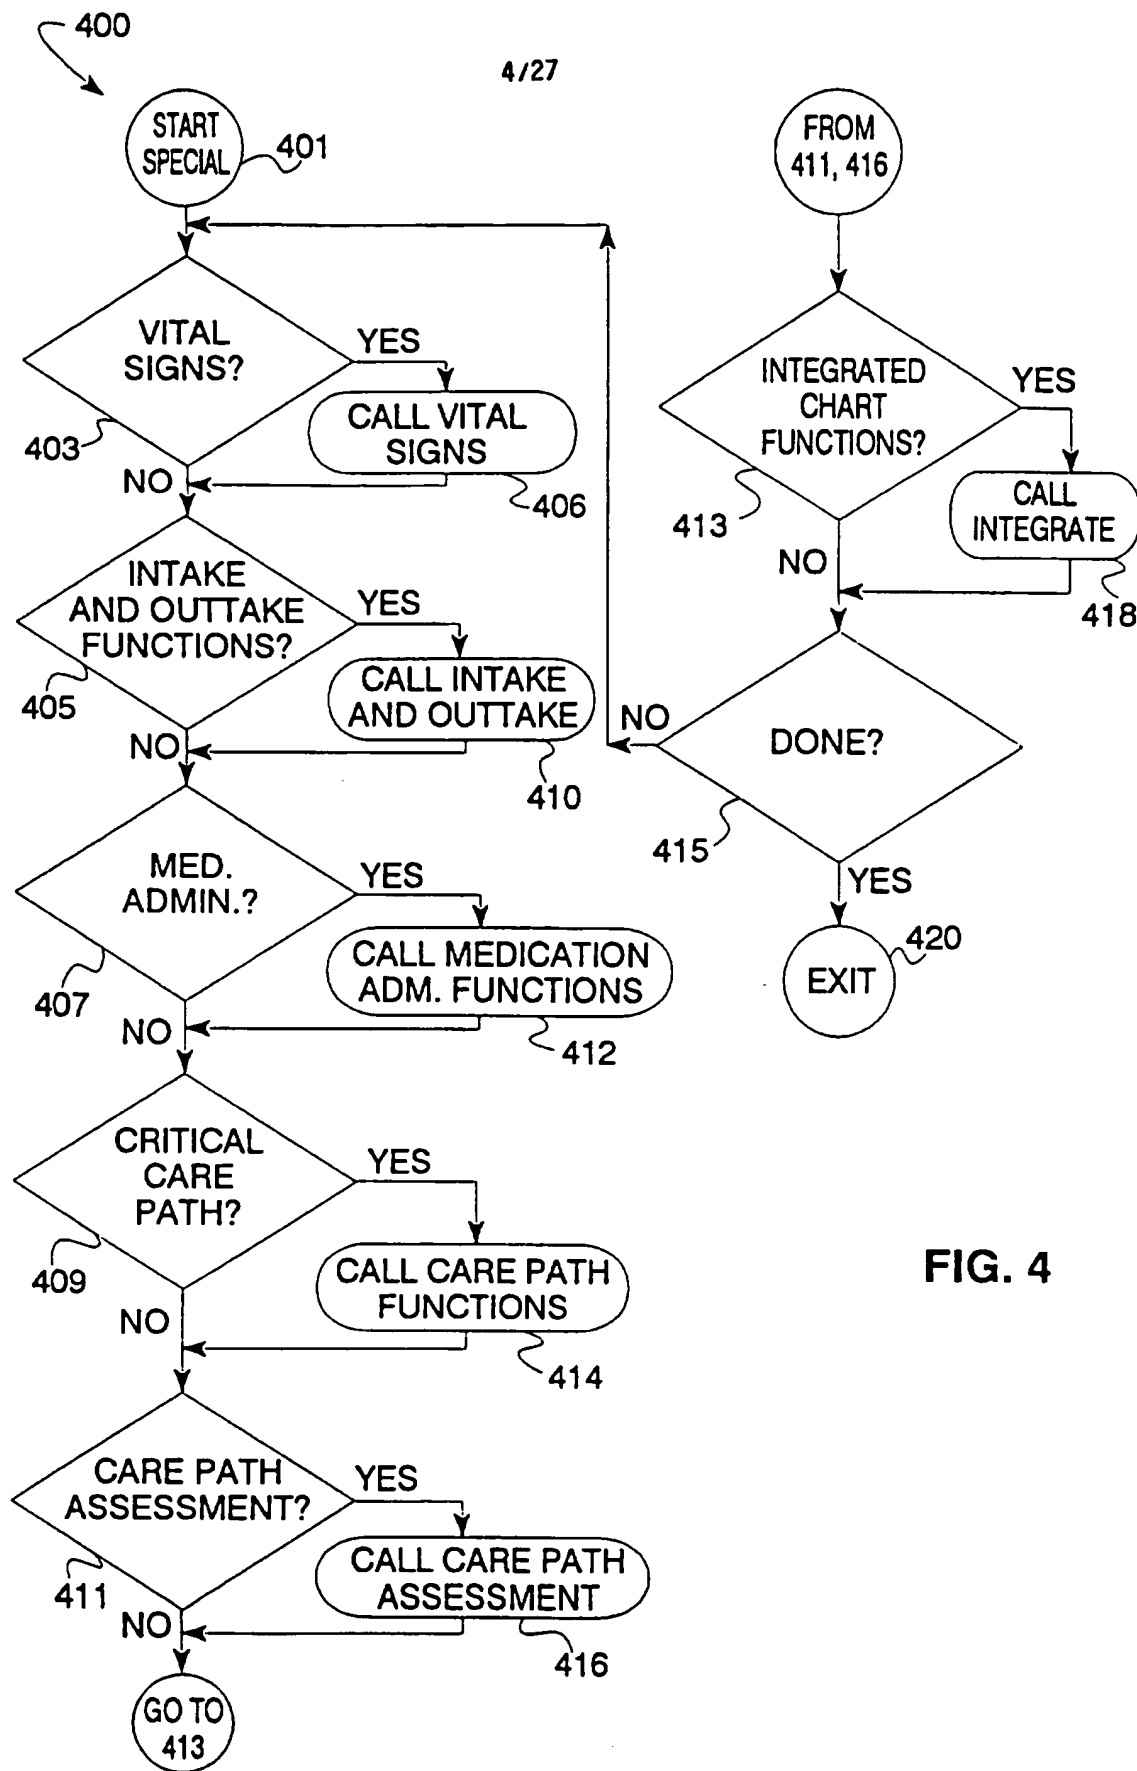 400
4/27
START
SPECIAL
401
VITAL
SIGNS?
YES
403
CALL VITAL
SIGNS
NO
406
INTAKE
AND OUTTAKE
FUNCTIONS?
YES
405
CALL INTAKE
AND OUTTAKE
NO
410
MED.
ADMIN.?
YES
407
CALL MEDICATION
ADM. FUNCTIONS
NO
412
CRITICAL
CARE
PATH?
YES
409
CALL CARE PATH
FUNCTIONS
NO
414
CARE PATH
ASSESSMENT?
YES
411
CALL CARE PATH
ASSESSMENT
NO
416
GO TO
413
FROM
411, 416
INTEGRATED
CHART
FUNCTIONS?
YES
413
CALL
INTEGRATE
NO
418
DONE?
NO
415
YES
EXIT
420
FIG. 4